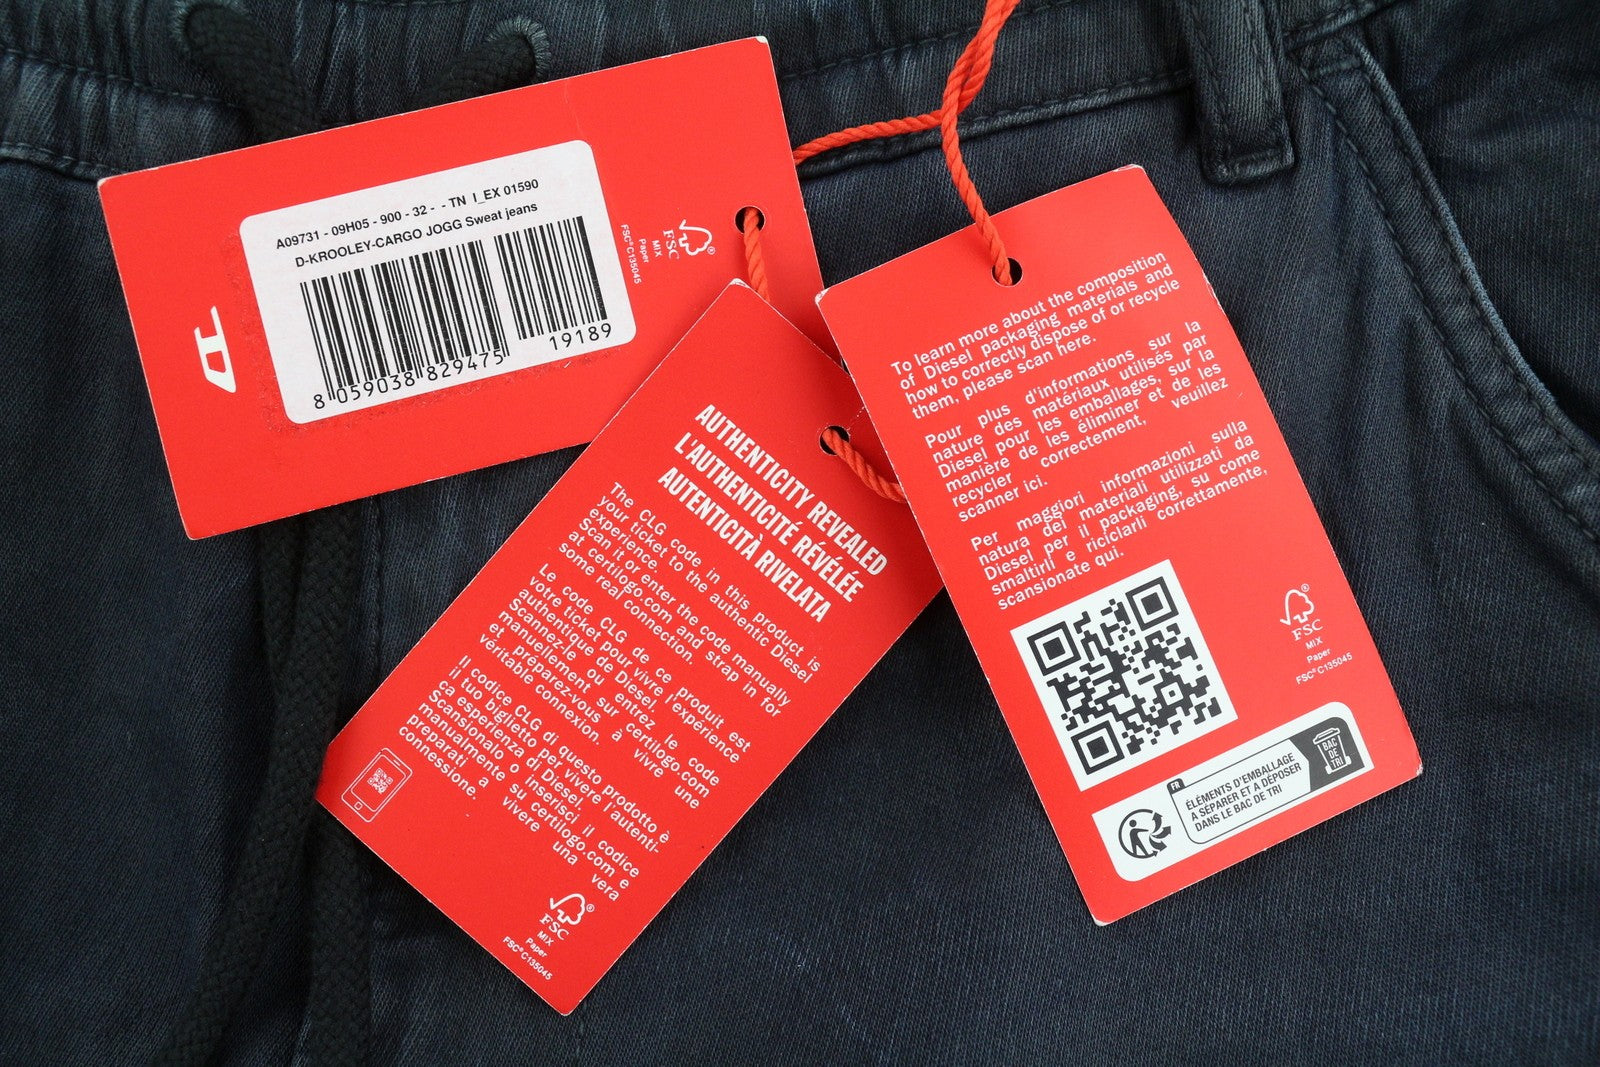 A09731 - 09H05 - 900 - 32 - - TN I_EX 01590
D-KROOLEY-CARGO JOGG Sweat jeans
8 059038 829475
19189
FSC®
MIX
Paper
FSC® C135045
AUTHENTICITY REVEALED
L'AUTHENTICITÉ RÉVÉLÉE
AUTENTICITÀ RIVELATA
The CLG code in this product is
your ticket to the authentic Diesel
experience.
Scan it or enter the code manually
at certilogo.com and strap in for
some real connection.
Le code CLG de ce produit est
votre ticket pour vivre l'expérience
authentique de Diesel.
Scannez-le ou entrez le code
manuellement sur certilogo.com
et préparez-vous à vivre une
véritable connexion.
Il codice CLG di questo prodotto è
il tuo biglietto per vivere l'autenti-
ca esperienza di Diesel.
Scansionalo o inserisci il codice
manualmente su certilogo.com e
preparati a vivere una vera
connessione.
FSC®
MIX
Paper
FSC® C135045
To learn more about the composition
of Diesel packaging materials and
how to correctly dispose of or recycle
them, please scan here.
Pour plus d'informations sur la
nature des matériaux utilisés par
Diesel pour les emballages, sur la
manière de les éliminer et de les
recycler correctement, veuillez
scanner ici.
Per maggiori informazioni sulla
natura dei materiali utilizzati da
Diesel per il packaging, su come
smaltirli e riciclarli correttamente,
scansionate qui.
FSC®
MIX
Paper
FSC® C135045
FR
ÉLÉMENTS D'EMBALLAGE
A SÉPARER ET A DÉPOSER
DANS LE BAC DE TRI
BAC
DE
TRI